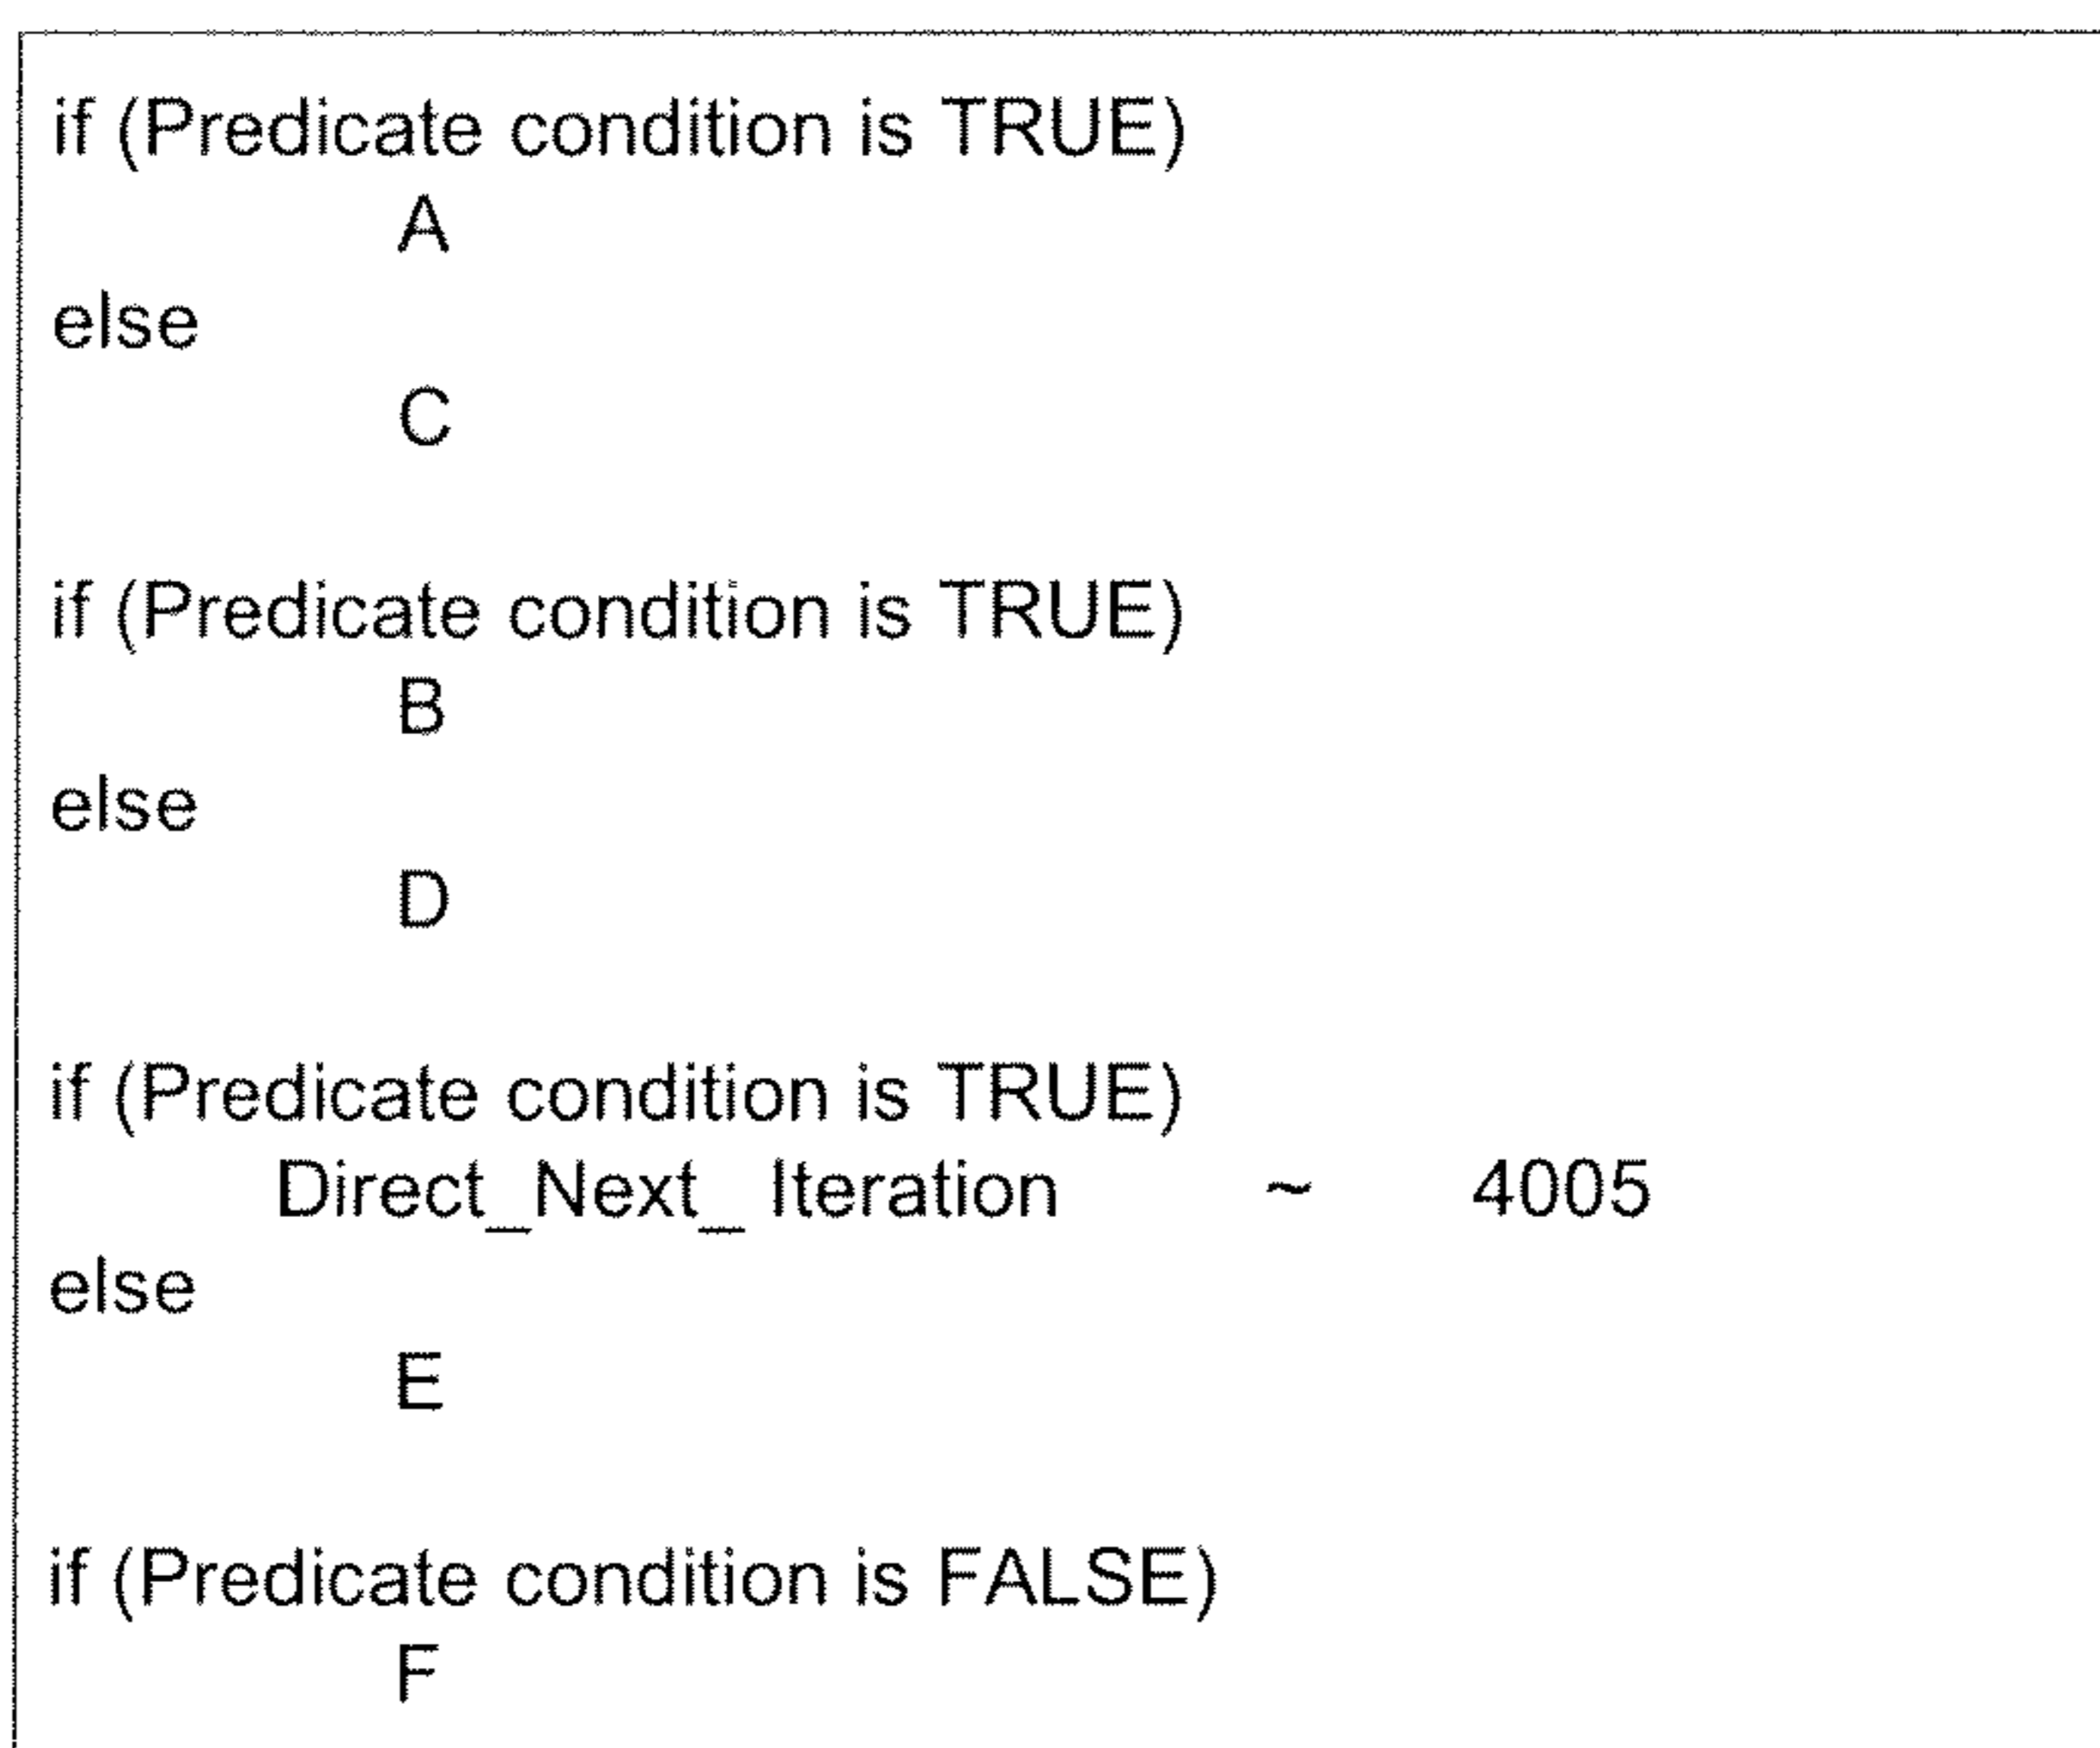 if (Predicate condition is TRUE)
A
else
C
if (Predicate condition is TRUE)
B
else
D
if (Predicate condition is TRUE)
Direct_Next_ Iteration ~ 4005
else
E
if (Predicate condition is FALSE)
F